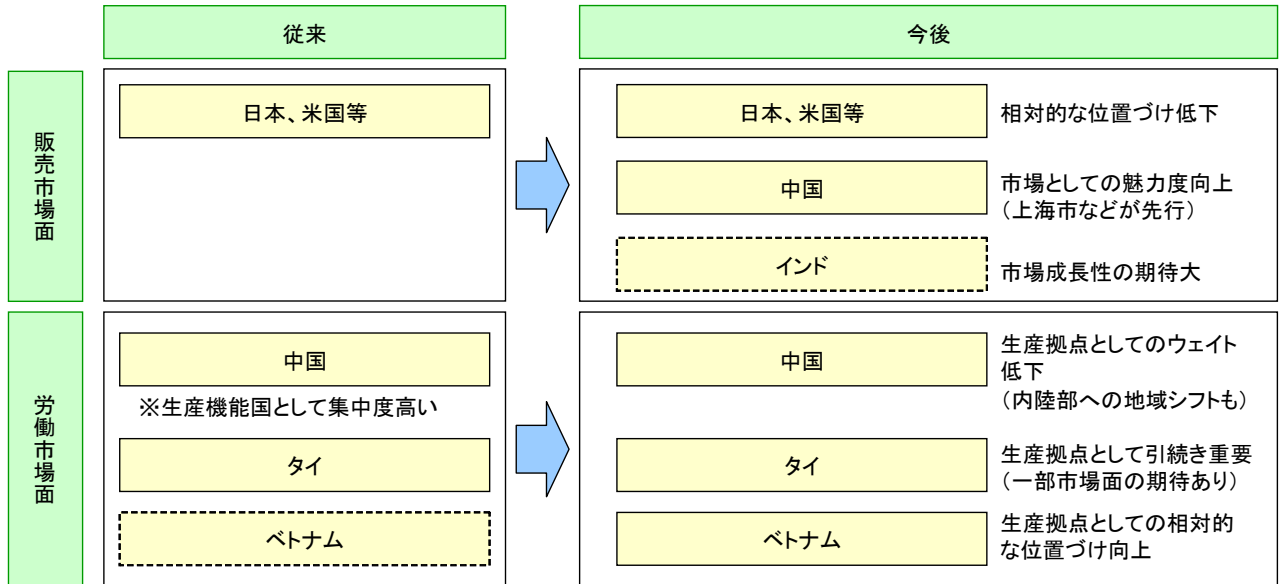 従来
今後
販売市場面
日本、米国等
日本、米国等
相対的な位置づけ低下
中国
市場としての魅力度向上
(上海市などが先行)
インド
市場成長性の期待大
労働市場面
中国
※生産機能国として集中度高い
タイ
ベトナム
中国
生産拠点としてのウェイト
低下
(内陸部への地域シフトも)
タイ
生産拠点として引続き重要
(一部市場面の期待あり)
ベトナム
生産拠点としての相対的
な位置づけ向上